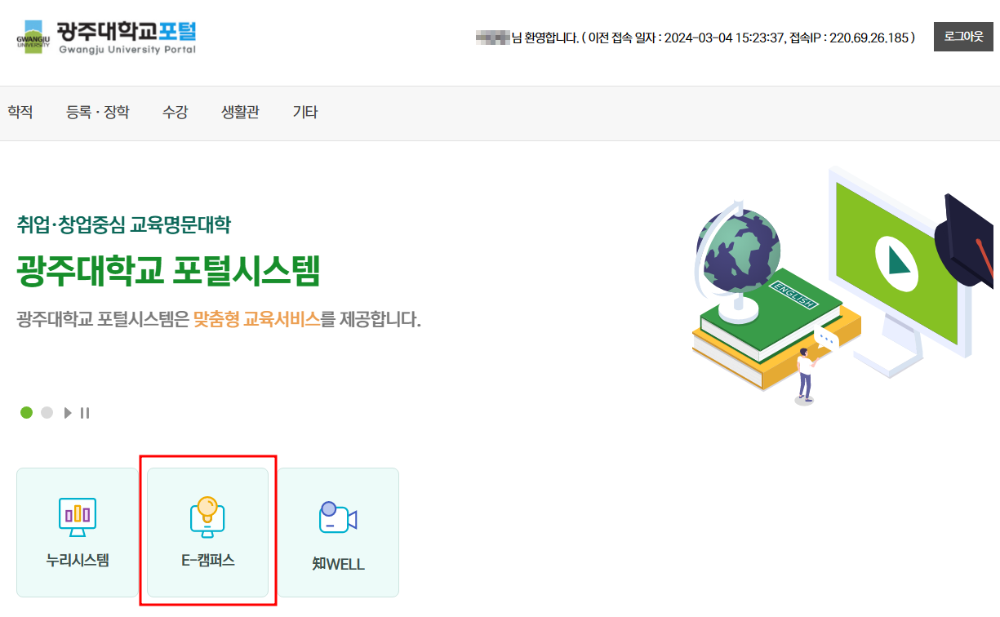 GWANGJU UNIVERSITY
광주대학교포털
Gwangju University Portal
님 환영합니다. ( 이전 접속 일자 : 2024-03-04 15:23:37, 접속IP : 220.69.26.185 )
로그아웃
학적
등록 · 장학
수강
생활관
기타
취업·창업중심 교육명문대학
광주대학교 포털시스템
광주대학교 포털시스템은 맞춤형 교육서비스를 제공합니다.
ENGLISH
누리시스템
E-캠퍼스
知WELL